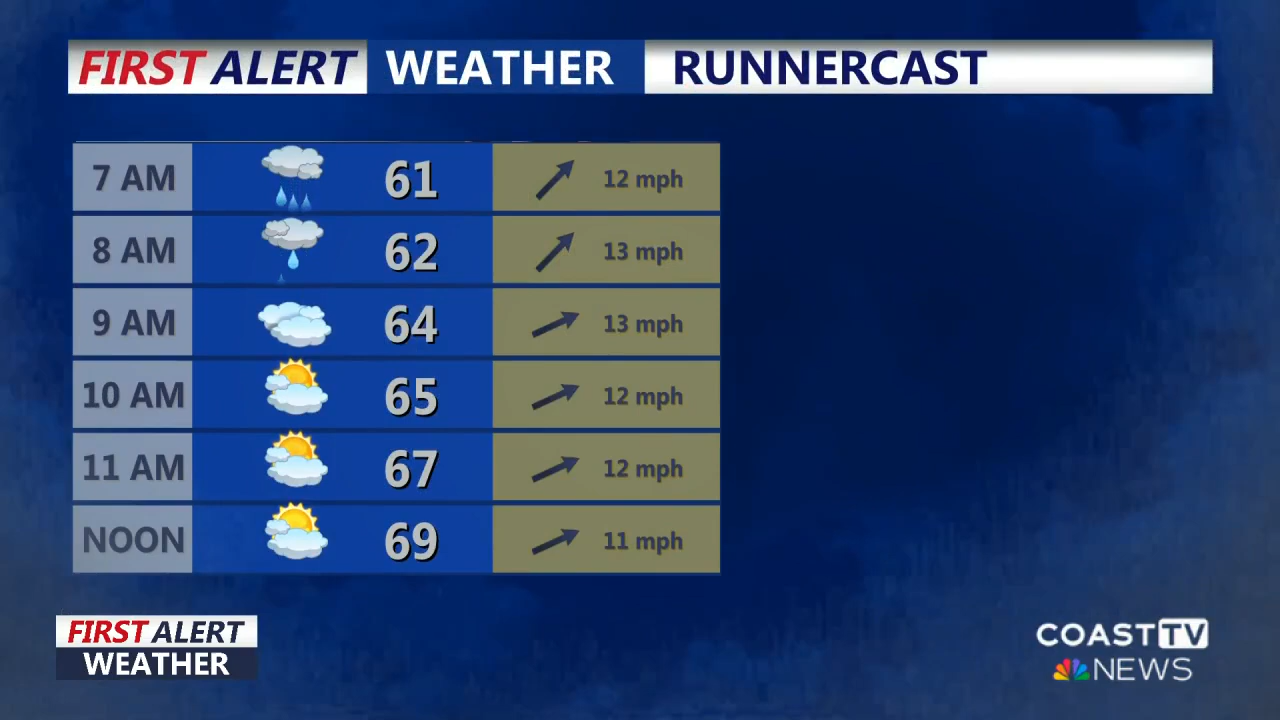 FIRST ALERT WEATHER RUNNERCAST
7 AM 61 12 mph
8 AM 62 13 mph
9 AM 64 13 mph
10 AM 65 12 mph
11 AM 67 12 mph
NOON 69 11 mph
FIRST ALERT
WEATHER
COAST TV
NEWS